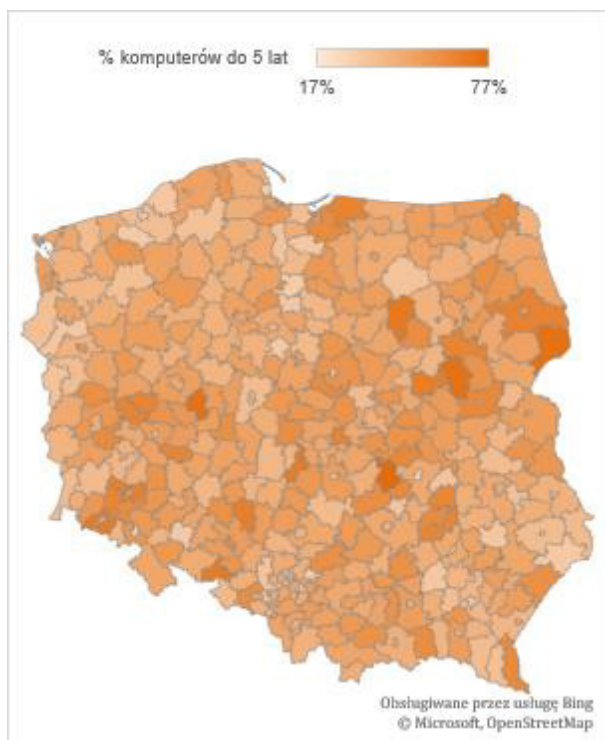 % komputerów do 5 lat
17%
77%
Obsługiwane przez usługę Bing
© Microsoft, OpenStreetMap